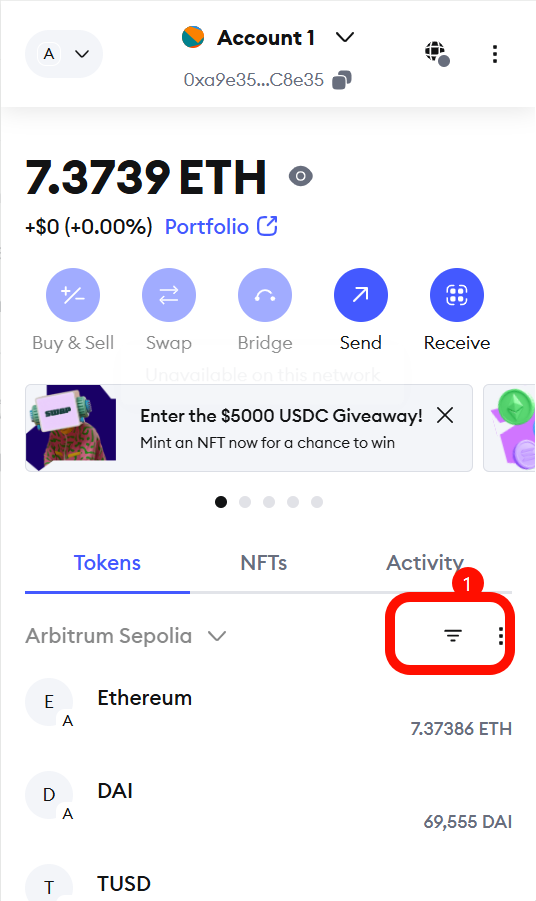 A
Account 1
0xa9e35...C8e35
7.3739 ETH
+$0 (+0.00%) Portfolio
Buy & Sell
Swap
Bridge
Send
Receive
Unavailable on this network
SWAP
Enter the $5000 USDC Giveaway!
Mint an NFT now for a chance to win
Tokens
NFTs
Activity
1
Arbitrum Sepolia
E
A
Ethereum
7.37386 ETH
D
A
DAI
69,555 DAI
T
TUSD